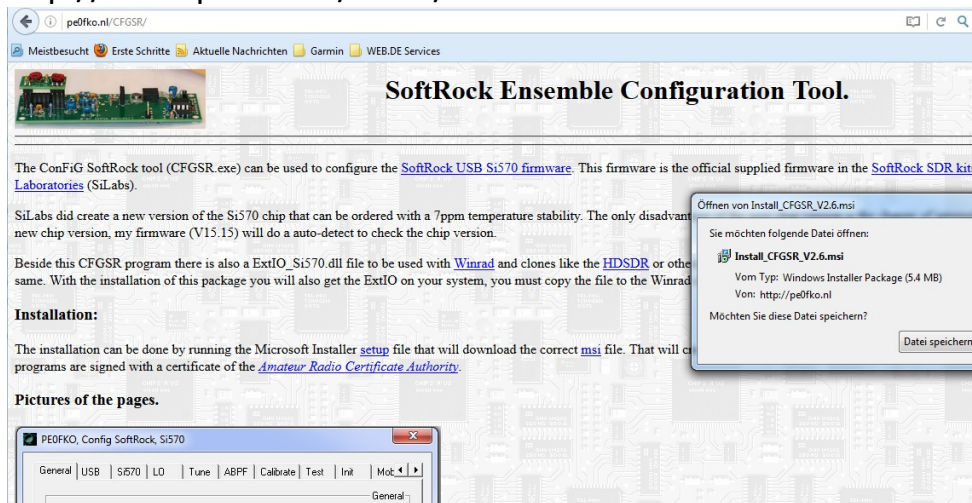 pe0fko.nl/CFGSR/
Meistbesucht Erste Schritte Aktuelle Nachrichten Garmin WEB.DE Services
SoftRock Ensemble Configuration Tool.
The ConFiG SoftRock tool (CFGSR.exe) can be used to configure the SoftRock USB Si570 firmware. This firmware is the official supplied firmware in the SoftRock SDR kits
Laboratories (SiLabs).
SiLabs did create a new version of the Si570 chip that can be ordered with a 7ppm temperature stability. The only disadvant
new chip version, my firmware (V15.15) will do a auto-detect to check the chip version.
Beside this CFGSR program there is also a ExtIO_Si570.dll file to be used with Winrad and clones like the HDSDR or othe
same. With the installation of this package you will also get the ExtIO on your system, you must copy the file to the Winrad
Installation:
The installation can be done by running the Microsoft Installer setup file that will download the correct msi file. That will cr
programs are signed with a certificate of the Amateur Radio Certificate Authority.
Pictures of the pages.
Öffnen von Install_CFGSR_V2.6.msi
Sie möchten folgende Datei öffnen:
Install_CFGSR_V2.6.msi
Vom Typ: Windows Installer Package (5.4 MB)
Von: http://pe0fko.nl
Möchten Sie diese Datei speichern?
Datei speichern
PE0FKO, Config SoftRock, Si570
General USB Si570 LO Tune ABPF Calibrate Test Init Mob
General